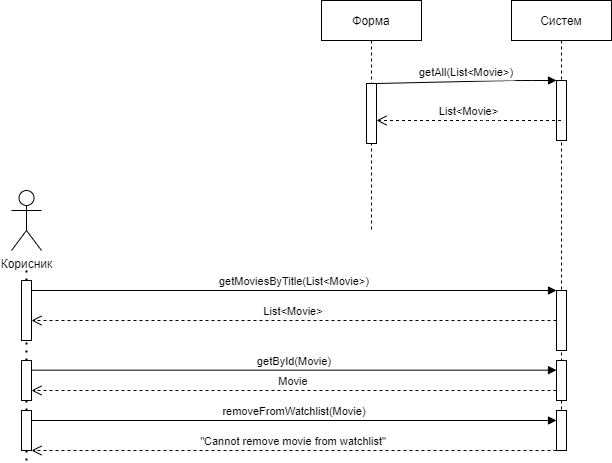 Форма
Систем
getAll(List<Movie>)
List<Movie>
Корисник
getMoviesByTitle(List<Movie>)
List<Movie>
getById(Movie)
Movie
removeFromWatchlist(Movie)
"Cannot remove movie from watchlist"